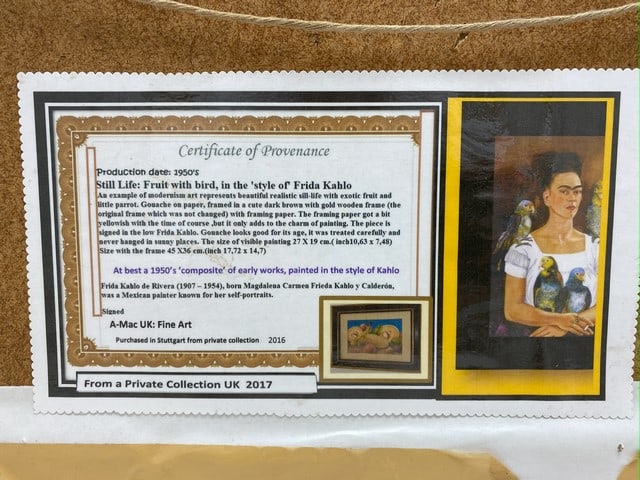 Certificate of Provenance
Production date: 1950's
Still Life: Fruit with bird, in the 'style of' Frida Kahlo
An example of modernism art represents beautiful realistic sill-life with exotic fruit and
little parrot. Gouache on paper, framed in a cute dark brown with gold wooden frame (the
original frame which was not changed) with framing paper. The framing paper got a bit
yellowish with the time of course ,but it only adds to the charm of painting. The piece is
signed in the low Frida Kahlo. Gouache looks good for its age, it was treated carefully and
never hanged in sunny places. The size of visible painting 27 X 19 cm.( inch10,63 x 7,48)
Size with the frame 45 X36 cm.(inch 17,72 x 14,7)
At best a 1950's 'composite' of early works, painted in the style of Kahlo
Frida Kahlo de Rivera (1907 – 1954), born Magdalena Carmen Frieda Kahlo y Calderón,
was a Mexican painter known for her self-portraits.
Signed
A-Mac UK: Fine Art
Purchased in Stuttgart from private collection 2016
From a Private Collection UK 2017